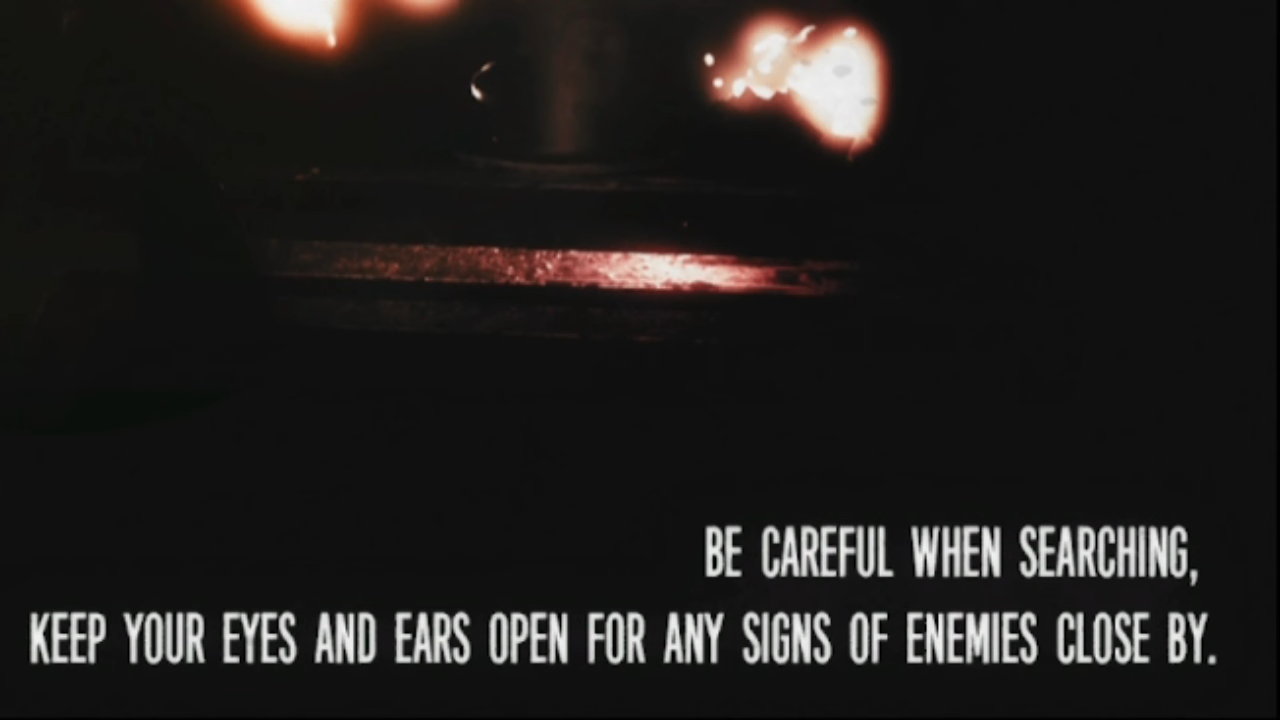 BE CAREFUL WHEN SEARCHING,
KEEP YOUR EYES AND EARS OPEN FOR ANY SIGNS OF ENEMIES CLOSE BY.